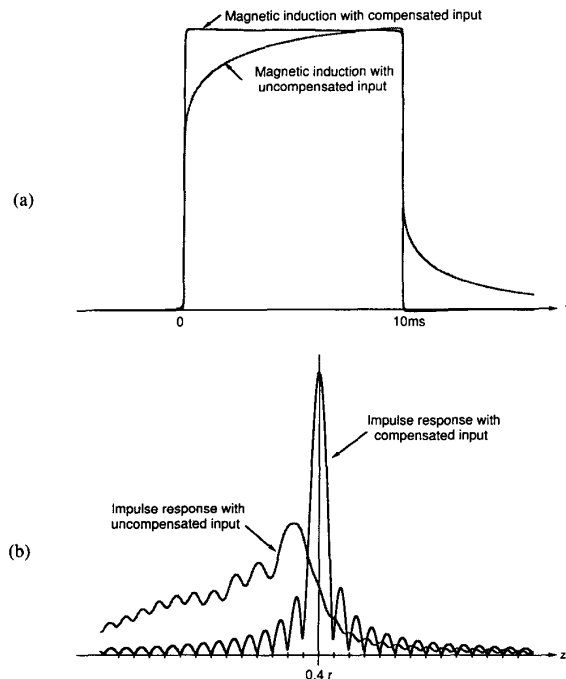 Magnetic induction with compensated input
Magnetic induction with
uncompensated input
(a)
0
10ms
Impulse response with
compensated input
Impulse response with
uncompensated input
(b)
z
0.4 r